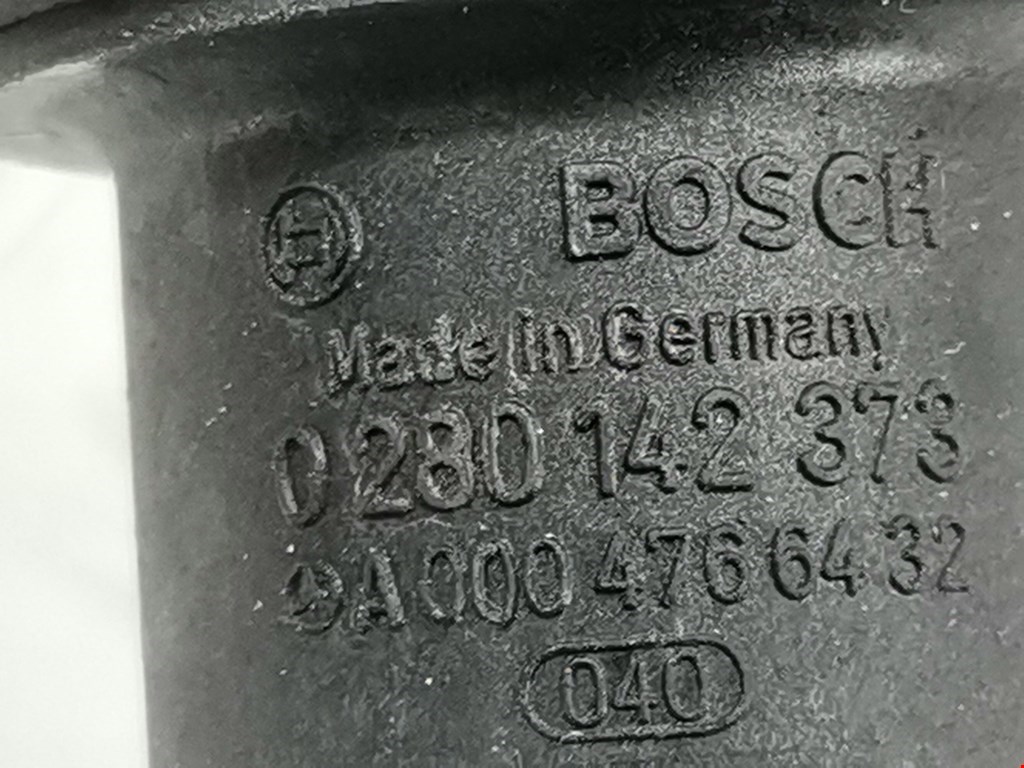 BOSCH
Made in Germany
0 280 142 373
A 000 476 64 32
040